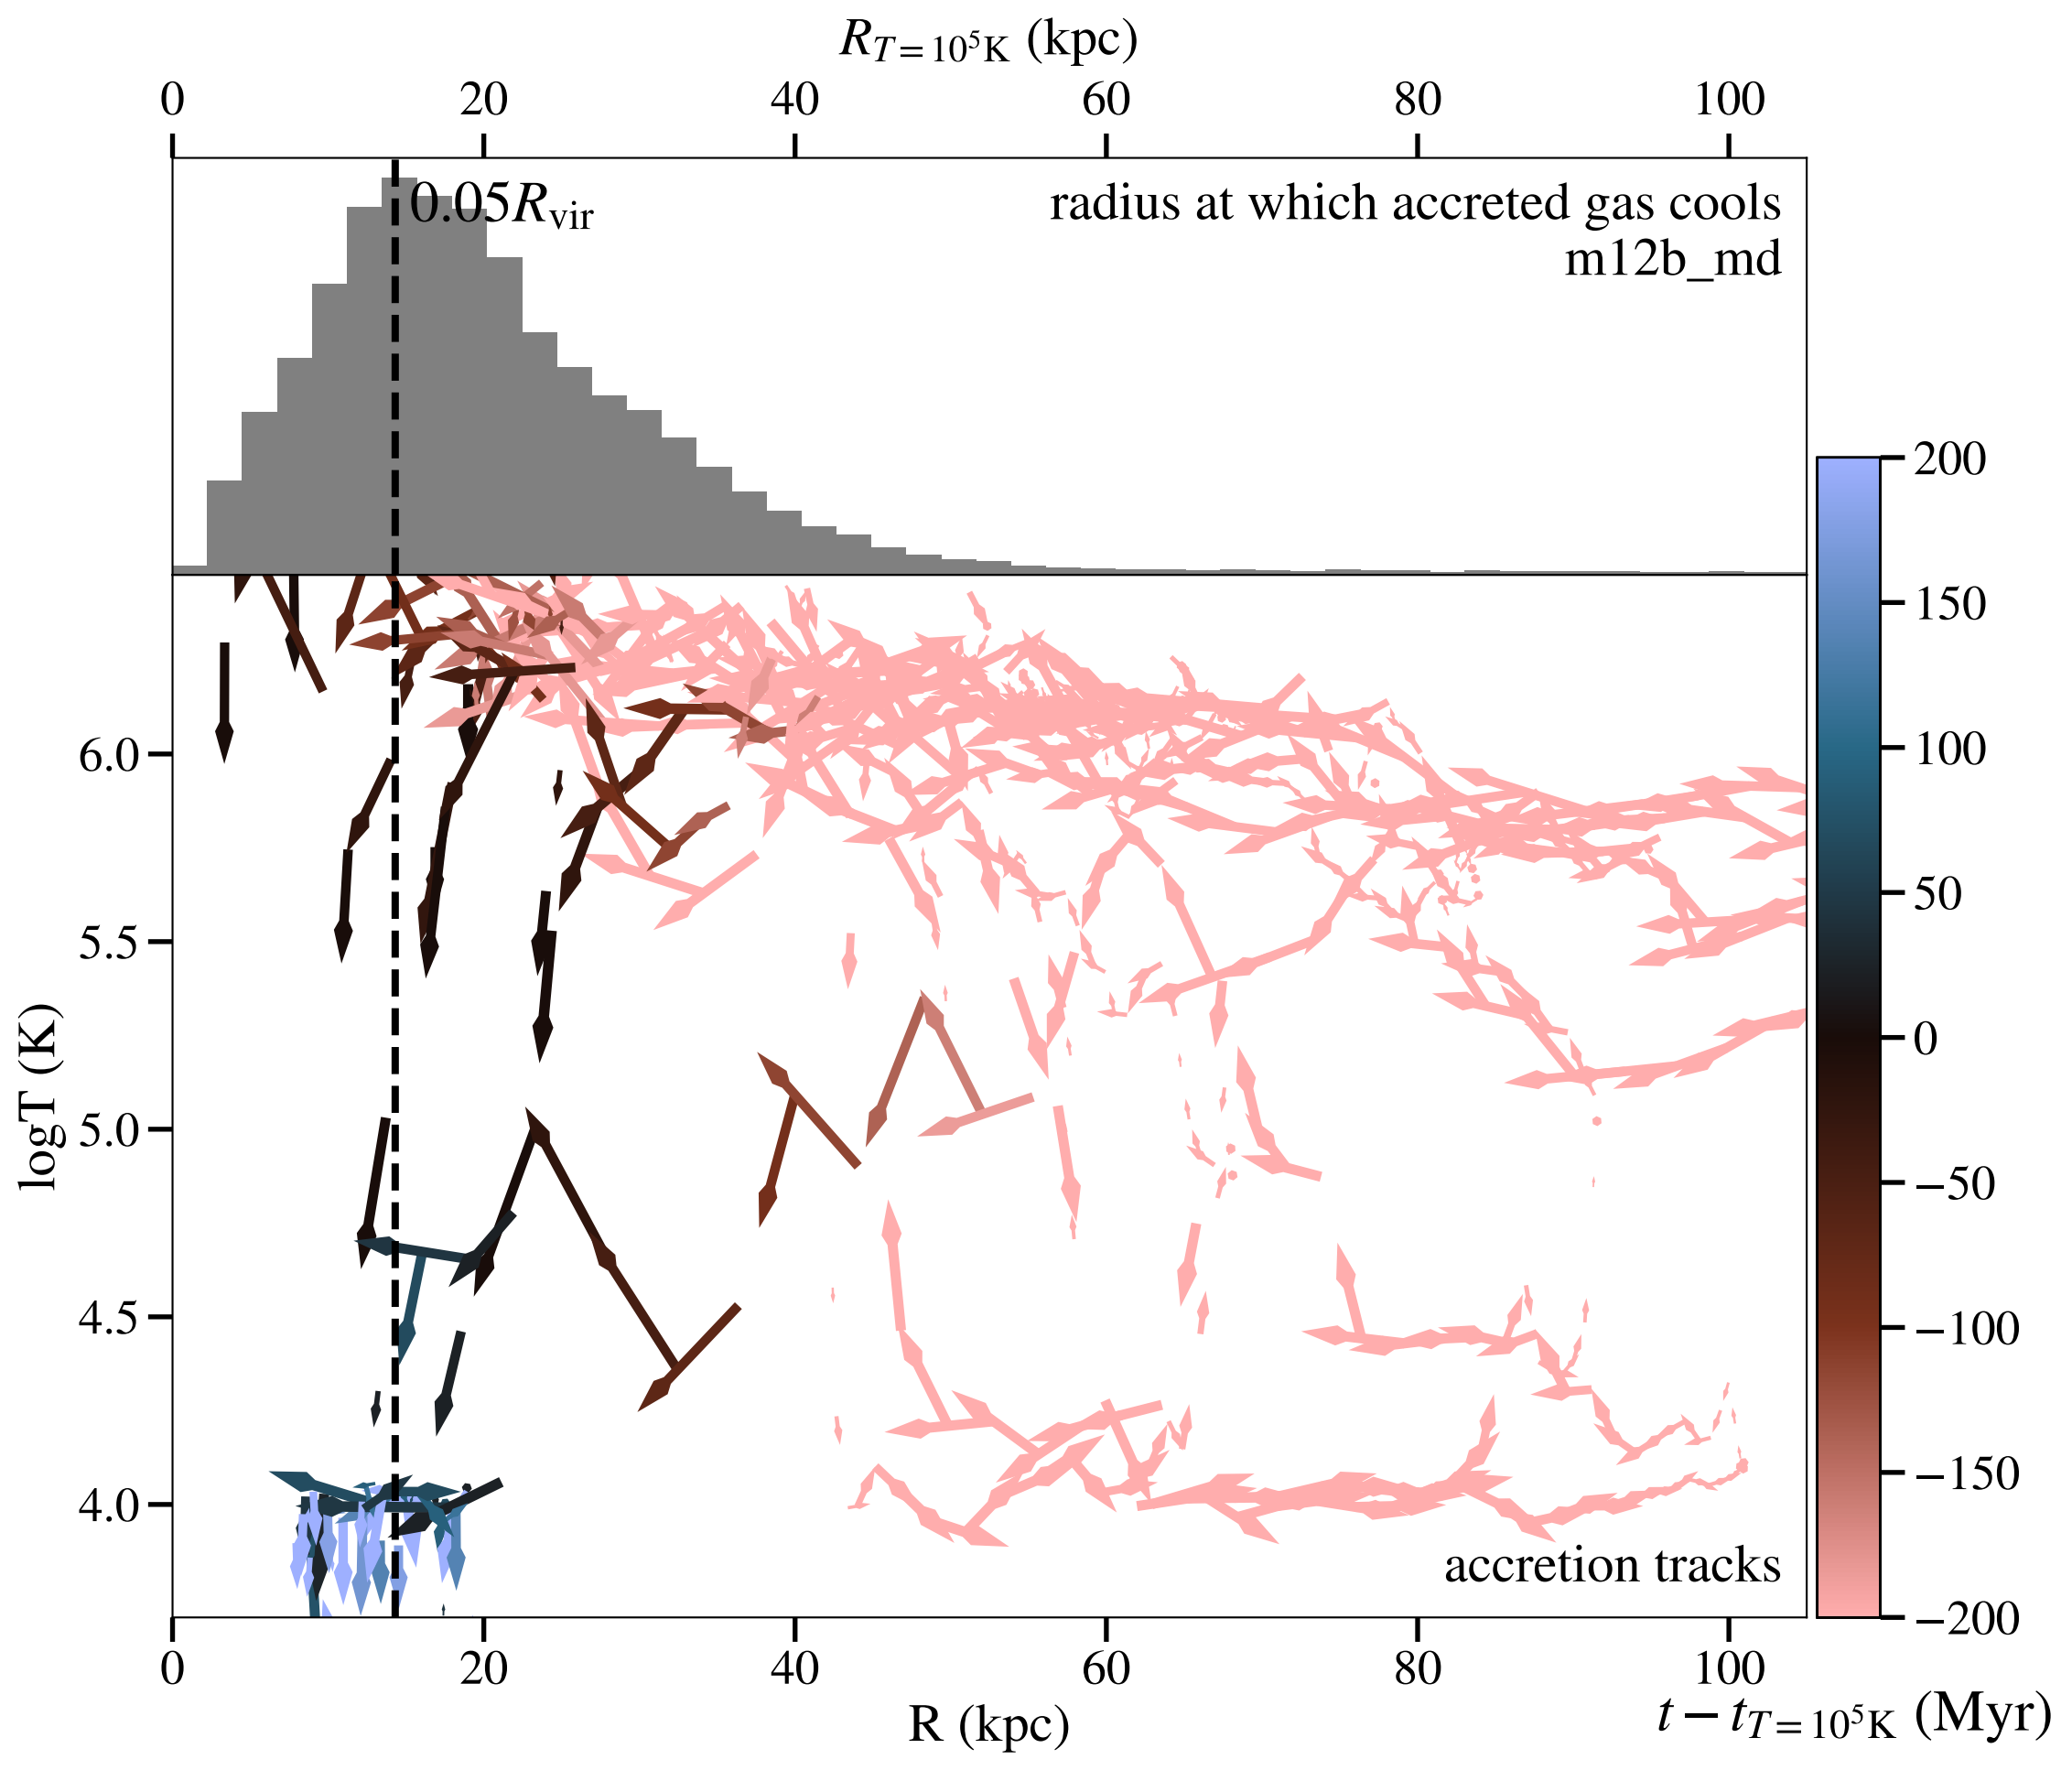 R_{T=10^5K} (kpc)
0 20 40 60 80 100
0.05R_{vir}
radius at which accreted gas cools
m12b_md
200
150
100
50
0
−50
−100
−150
−200
logT (K)
6.0
5.5
5.0
4.5
4.0
accretion tracks
0 20 40 60 80 100
R (kpc)
t − t_{T=10^5K} (Myr)